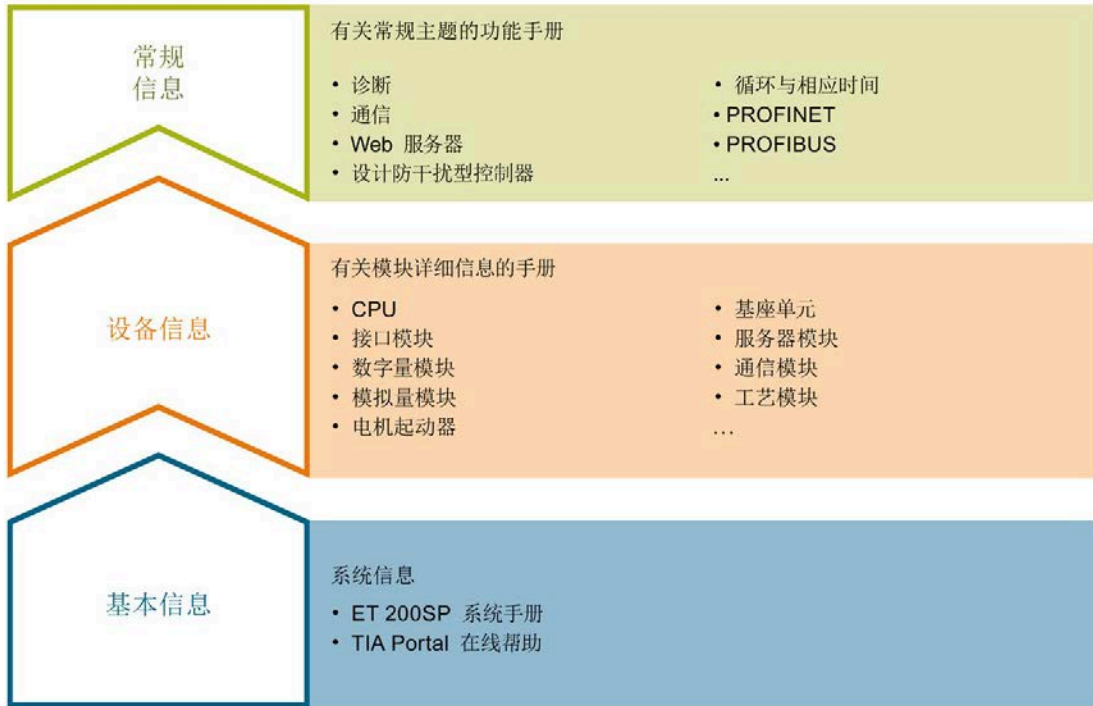 常规
信息
有关常规主题的功能手册
• 诊断
• 通信
• Web 服务器
• 设计防干扰型控制器
• 循环与相应时间
• PROFINET
• PROFIBUS
...
设备信息
有关模块详细信息的手册
• CPU
• 接口模块
• 数字量模块
• 模拟量模块
• 电机起动器
• 基座单元
• 服务器模块
• 通信模块
• 工艺模块
...
基本信息
系统信息
• ET 200SP 系统手册
• TIA Portal 在线帮助